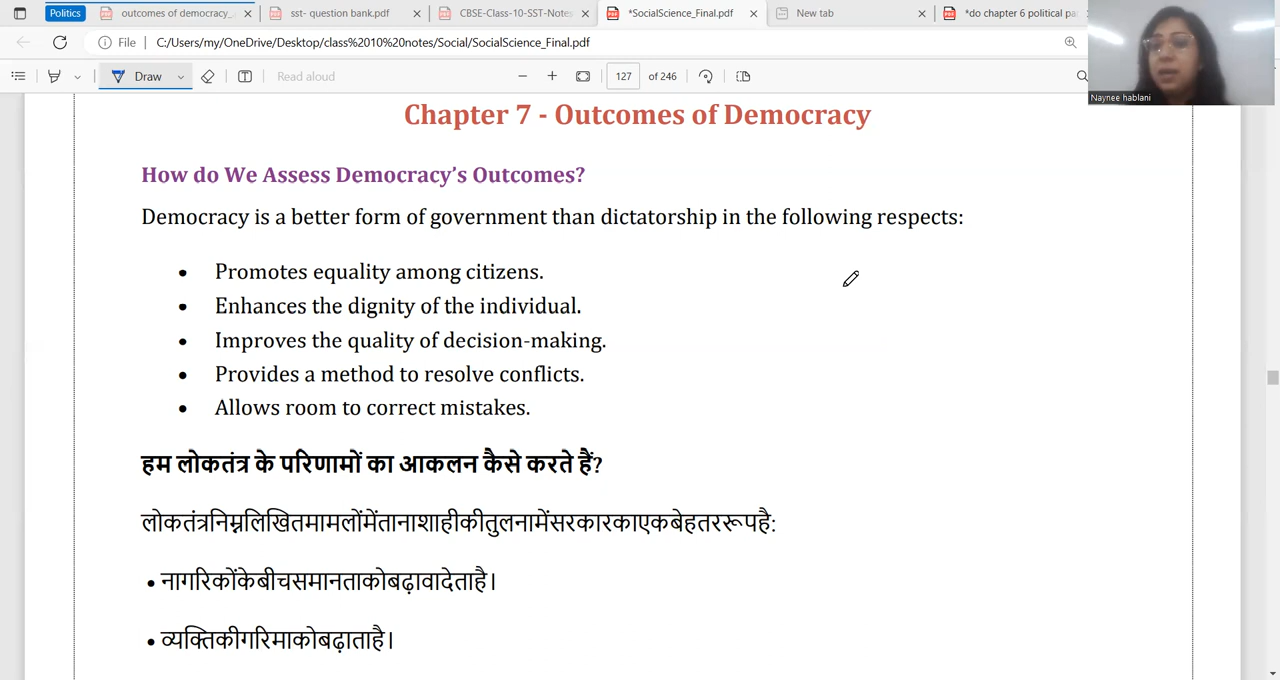 Politics
outcomes of democracy_
sst- question bank.pdf
CBSE-Class-10-SST-Notes
*SocialScience_Final.pdf
New tab
*do chapter 6 political pa
File | C:/Users/my/OneDrive/Desktop/class%2010%20notes/Social/SocialScience_Final.pdf
Draw
Read aloud
127 of 246
Naynee hablani
Chapter 7 - Outcomes of Democracy
How do We Assess Democracy’s Outcomes?
Democracy is a better form of government than dictatorship in the following respects:
• Promotes equality among citizens.
• Enhances the dignity of the individual.
• Improves the quality of decision-making.
• Provides a method to resolve conflicts.
• Allows room to correct mistakes.
हम लोकतंत्र के परिणामों का आकलन कैसे करते हैं?
लोकतंत्रनिम्नलिखितमामलोंमेंतानाशाहीकीतुलनामेंसरकारकाएकबेहतररूपहै:
• नागरिकोंकेबीचसमानताकोबढ़ावादेताहै।
• व्यक्तिकीगरिमाकोबढ़ाताहै।